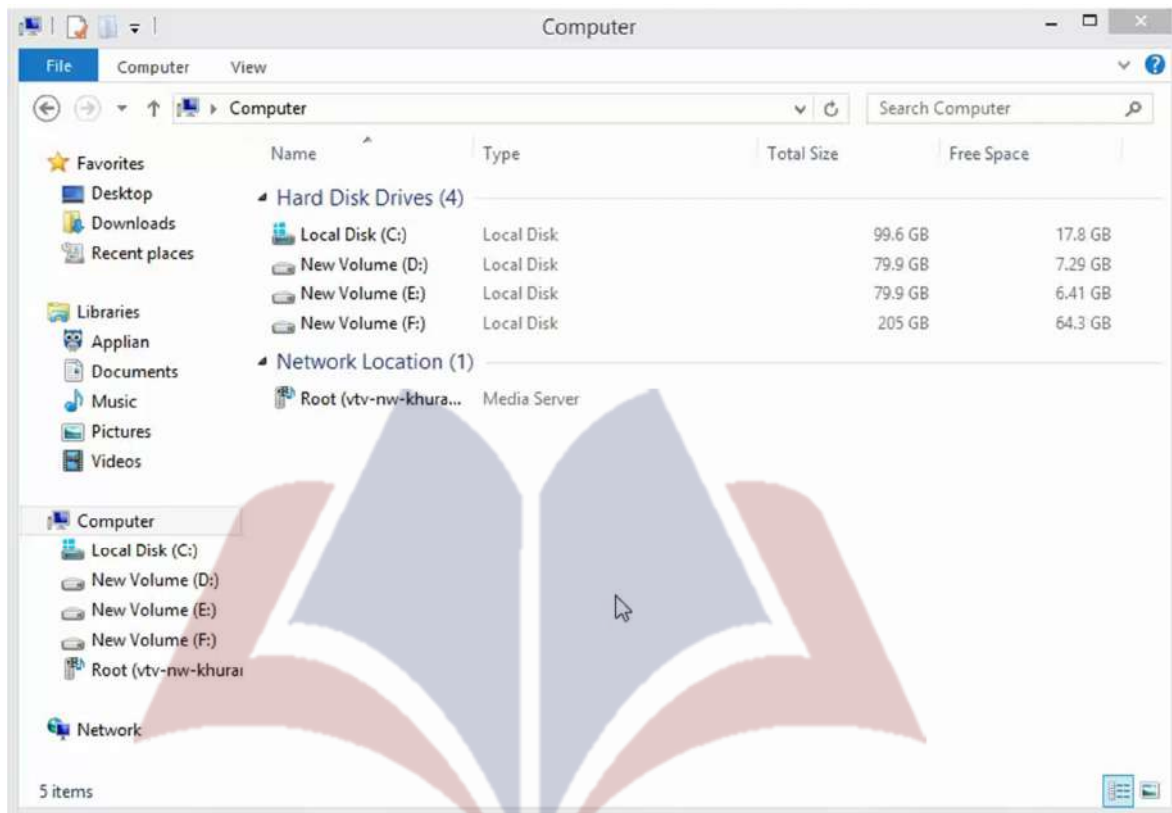 Computer
File Computer View
Computer Search Computer
Favorites
Desktop
Downloads
Recent places
Libraries
Applian
Documents
Music
Pictures
Videos
Computer
Local Disk (C:)
New Volume (D:)
New Volume (E:)
New Volume (F:)
Root (vtv-nw-khura
Network
Name Type Total Size Free Space
Hard Disk Drives (4)
Local Disk (C:) Local Disk 99.6 GB 17.8 GB
New Volume (D:) Local Disk 79.9 GB 7.29 GB
New Volume (E:) Local Disk 79.9 GB 6.41 GB
New Volume (F:) Local Disk 205 GB 64.3 GB
Network Location (1)
Root (vtv-nw-khura... Media Server
5 items